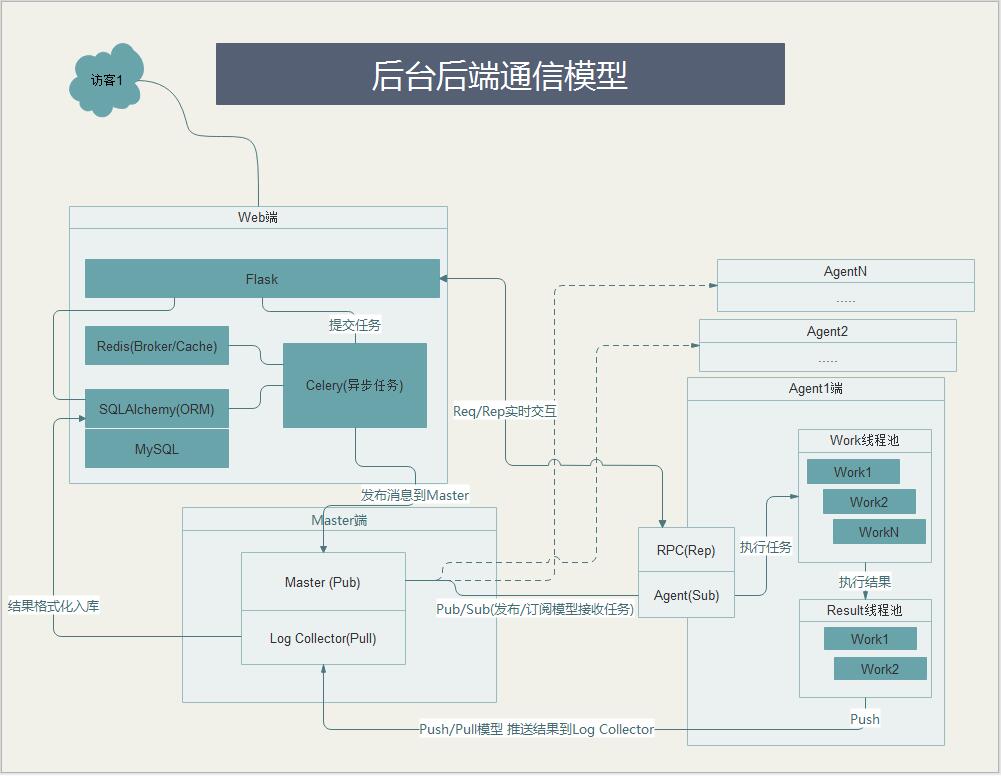 后台后端通信模型
访客1
Web端
Flask
提交任务
Redis(Broker/Cache)
Celery(异步任务)
SQLAlchemy(ORM)
MySQL
Req/Rep实时交互
AgentN
.....
Agent2
.....
Agent1端
Work线程池
Work1
Work2
WorkN
发布消息到Master
Master端
Master (Pub)
Log Collector(Pull)
RPC(Rep)
Agent(Sub)
执行任务
执行结果
Pub/Sub(发布/订阅模型接收任务)
结果格式化入库
Result线程池
Work1
Work2
Push
Push/Pull模型 推送结果到Log Collector